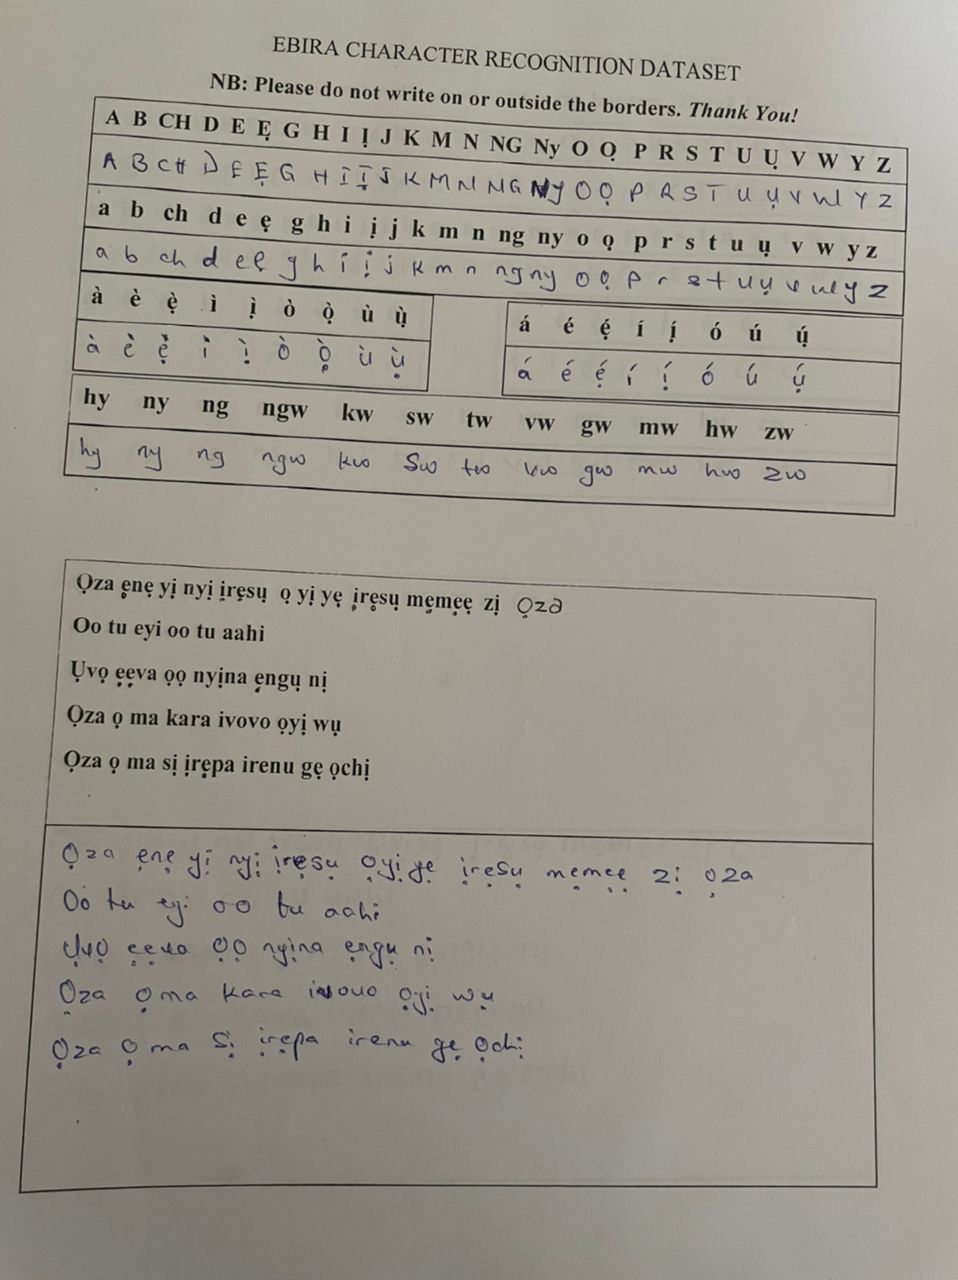 EBIRA CHARACTER RECOGNITION DATASET
NB: Please do not write on or outside the borders. Thank You!
A B CH D E Ẹ G H I Ị J K M N NG Ny O Ọ P R S T U Ụ V W Y Z
A B CH D E Ẹ G H I Ị J K M N NG Ny O Ọ P R S T U Ụ V W Y Z
a b ch d e ẹ g h i ị j k m n ng ny o ọ p r s t u ụ v w y z
a b ch d e ẹ g h i ị j k m n ng ny o ọ p r s t u ụ v w y z
à è ẹ̀ ì ị̀ ò ọ̀ ù ụ̀
à è ẹ̀ ì ị̀ ò ọ̀ ù ụ̀
á é ẹ́ í ị́ ó ú ụ́
á é ẹ́ í ị́ ó ú ụ́
hy ny ng ngw kw sw tw vw gw mw hw zw
hy ny ng ngw kw Sw tw vw gw mw hw zw
Ọza ẹnẹ yị nyị ịrẹsụ ọ yị yẹ ịrẹsụ mẹmẹẹ zị Ọza
Oo tu eyi oo tu aahi
Ụvọ ẹẹva ọọ nyịna ẹngụ nị
Ọza ọ ma kara ivovo ọyị wụ
Ọza ọ ma sị ịrẹpa irenu gẹ ọchị
Ọza ẹnẹ yị nyị ịrẹsụ ọyị yẹ ịrẹsụ mẹmẹẹ zị ọza
Oo tu eyi oo tu aahi
Ụvọ ẹẹva ọọ nyịna ẹngụ nị
Ọza ọ ma kara ivovo ọyị wụ
Ọza ọ ma sị ịrẹpa irenu gẹ ọchị